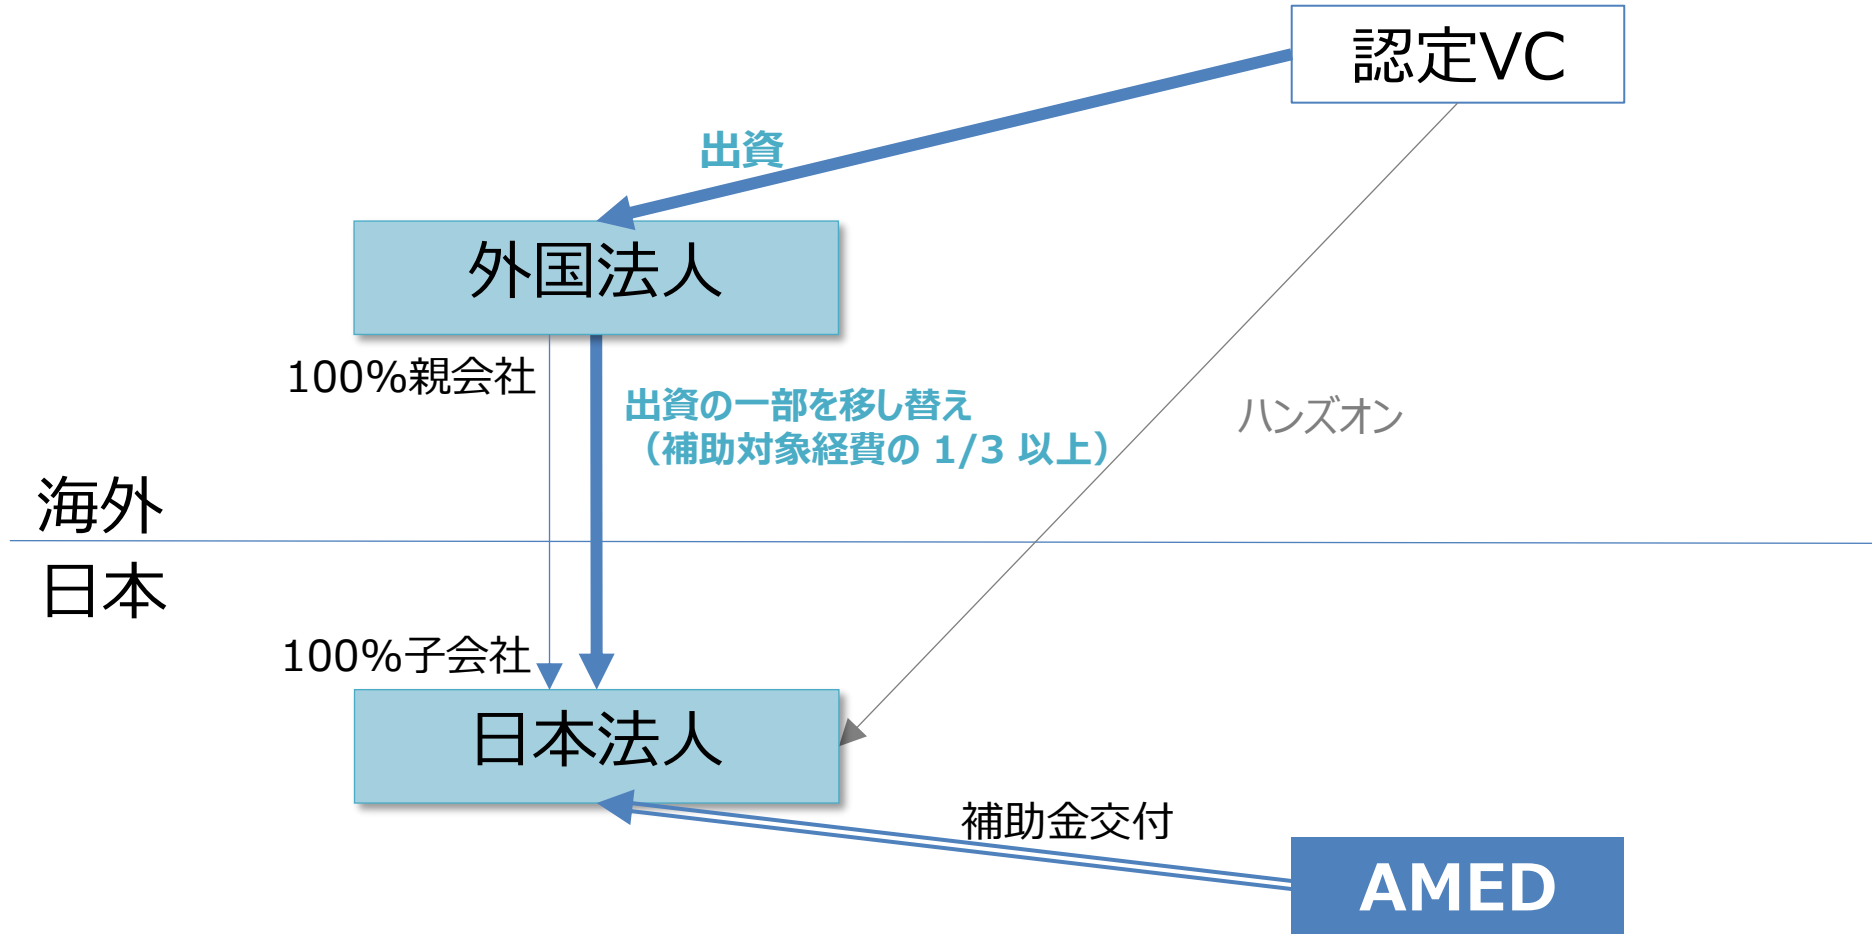 認定VC
出資
外国法人
100%親会社
出資の一部を移し替え
（補助対象経費の 1/3 以上）
ハンズオン
海外
日本
100%子会社
日本法人
補助金交付
AMED